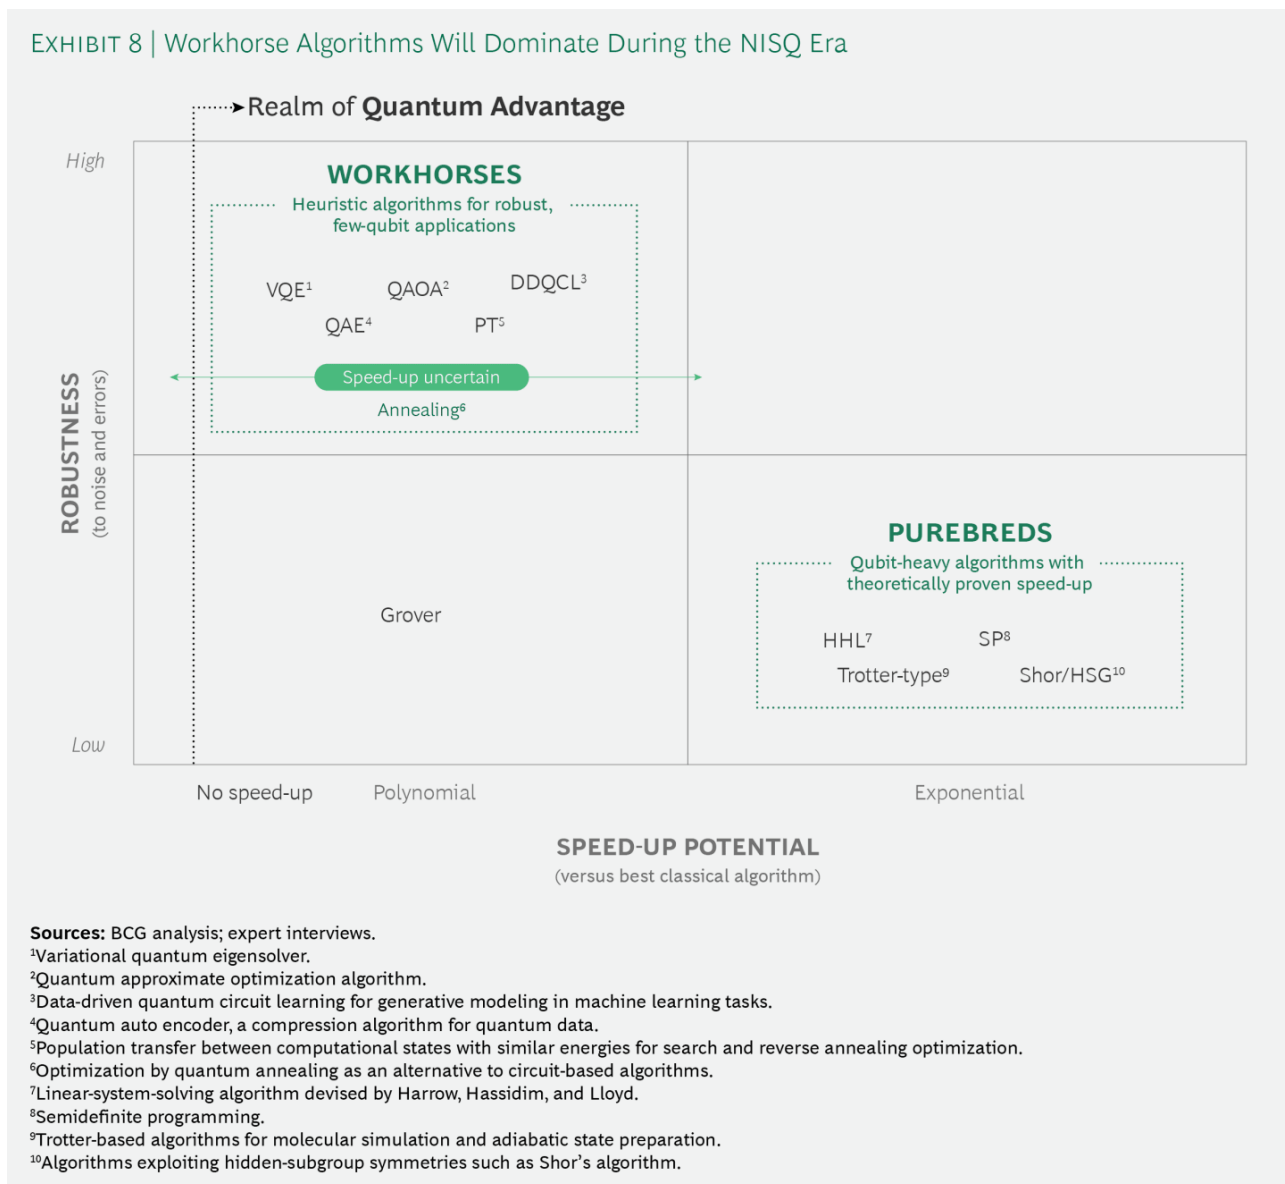 EXHIBIT 8 | Workhorse Algorithms Will Dominate During the NISQ Era
Realm of Quantum Advantage
High
WORKHORSES
Heuristic algorithms for robust,
few-qubit applications
VQE¹
QAOA²
DDQCL³
QAE⁴
PT⁵
Speed-up uncertain
Annealing⁶
ROBUSTNESS
(to noise and errors)
PUREBREDS
Qubit-heavy algorithms with
theoretically proven speed-up
Grover
HHL⁷
SP⁸
Trotter-type⁹
Shor/HSG¹⁰
Low
No speed-up
Polynomial
Exponential
SPEED-UP POTENTIAL
(versus best classical algorithm)
Sources: BCG analysis; expert interviews.
¹Variational quantum eigensolver.
²Quantum approximate optimization algorithm.
³Data-driven quantum circuit learning for generative modeling in machine learning tasks.
⁴Quantum auto encoder, a compression algorithm for quantum data.
⁵Population transfer between computational states with similar energies for search and reverse annealing optimization.
⁶Optimization by quantum annealing as an alternative to circuit-based algorithms.
⁷Linear-system-solving algorithm devised by Harrow, Hassidim, and Lloyd.
⁸Semidefinite programming.
⁹Trotter-based algorithms for molecular simulation and adiabatic state preparation.
¹⁰Algorithms exploiting hidden-subgroup symmetries such as Shor's algorithm.